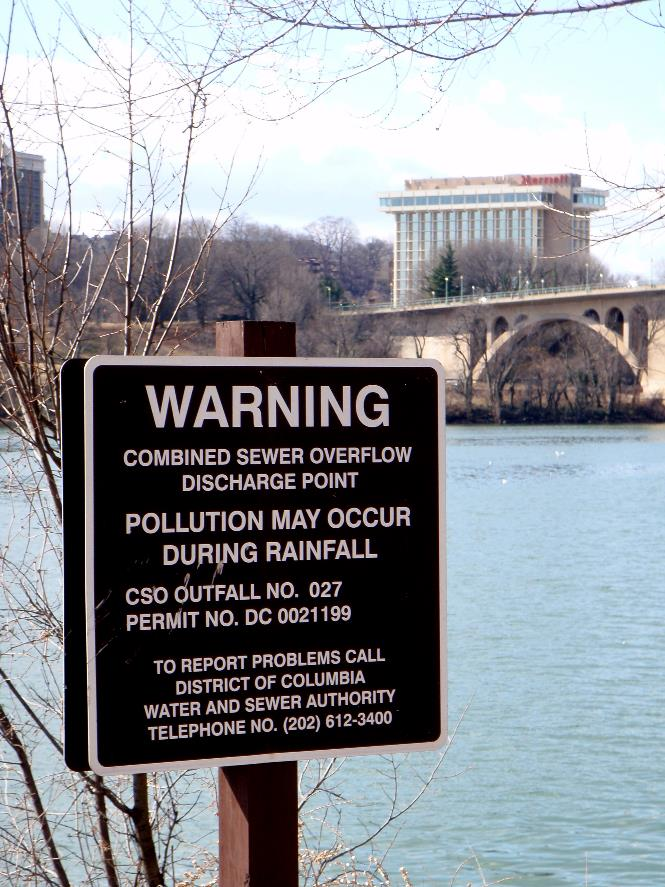 Marriott
WARNING
COMBINED SEWER OVERFLOW
DISCHARGE POINT
POLLUTION MAY OCCUR
DURING RAINFALL
CSO OUTFALL NO. 027
PERMIT NO. DC 0021199
TO REPORT PROBLEMS CALL
DISTRICT OF COLUMBIA
WATER AND SEWER AUTHORITY
TELEPHONE NO. (202) 612-3400